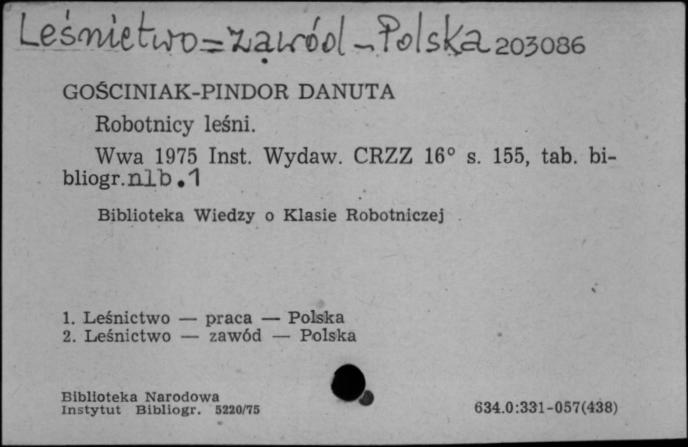 Leśnictwo=zawód - Polska 203086
GOŚCINIAK-PINDOR DANUTA
Robotnicy leśni.
Wwa 1975 Inst. Wydaw. CRZZ 16° s. 155, tab. bi-
bliogr.nlb.1
Biblioteka Wiedzy o Klasie Robotniczej
1. Leśnictwo — praca — Polska
2. Leśnictwo — zawód — Polska
Biblioteka Narodowa
Instytut Bibliogr. 5220/75
634.0:331-057(438)